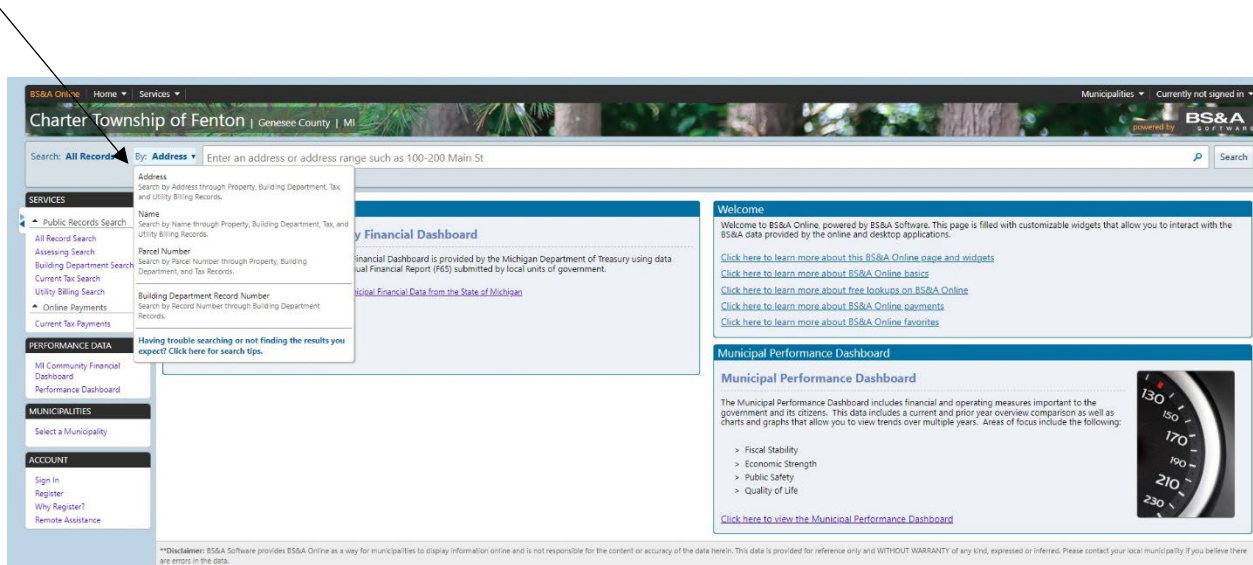 BS&A Online Home Services Municipalities Currently not signed in
Charter Township of Fenton | Genesee County | MI
powered by BS&A SOFTWARE
Search: All Records By: Address Enter an address or address range such as 100-200 Main St Search
Address
Search by Address through Property, Building Department, Tax,
and Utility Billing Records.
Name
Search by Name through Property, Building Department, Tax, and
Utility Billing Records.
Parcel Number
Search by Parcel Number through Property, Building
Department, and Tax Records.
Building Department Record Number
Search by Record Number through Building Department
Records.
Having trouble searching or not finding the results you
expect? Click here for search tips.
SERVICES
Public Records Search
All Record Search
Assessing Search
Building Department Search
Current Tax Search
Utility Billing Search
Online Payments
Current Tax Payments
PERFORMANCE DATA
MI Community Financial
Dashboard
Performance Dashboard
MUNICIPALITIES
Select a Municipality
ACCOUNT
Sign In
Register
Why Register?
Remote Assistance
y Financial Dashboard
Financial Dashboard is provided by the Michigan Department of Treasury using data
ual Financial Report (F65) submitted by local units of government.
nicipal Financial Data from the State of Michigan
Welcome
Welcome to BS&A Online, powered by BS&A Software. This page is filled with customizable widgets that allow you to interact with the
BS&A data provided by the online and desktop applications.
Click here to learn more about this BS&A Online page and widgets
Click here to learn more about BS&A Online basics
Click here to learn more about free lookups on BS&A Online
Click here to learn more about BS&A Online payments
Click here to learn more about BS&A Online favorites
Municipal Performance Dashboard
Municipal Performance Dashboard
The Municipal Performance Dashboard includes financial and operating measures important to the
government and its citizens. This data includes a current and prior year overview comparison as well as
charts and graphs that allow you to view trends over multiple years. Areas of focus include the following:
> Fiscal Stability
> Economic Strength
> Public Safety
> Quality of Life
Click here to view the Municipal Performance Dashboard
130
150
170
190
210
230
**Disclaimer: BS&A Software provides BS&A Online as a way for municipalities to display information online and is not responsible for the content or accuracy of the data herein. This data is provided for reference only and WITHOUT WARRANTY of any kind, expressed or inferred. Please contact your local municipality if you believe there
are errors in the data.